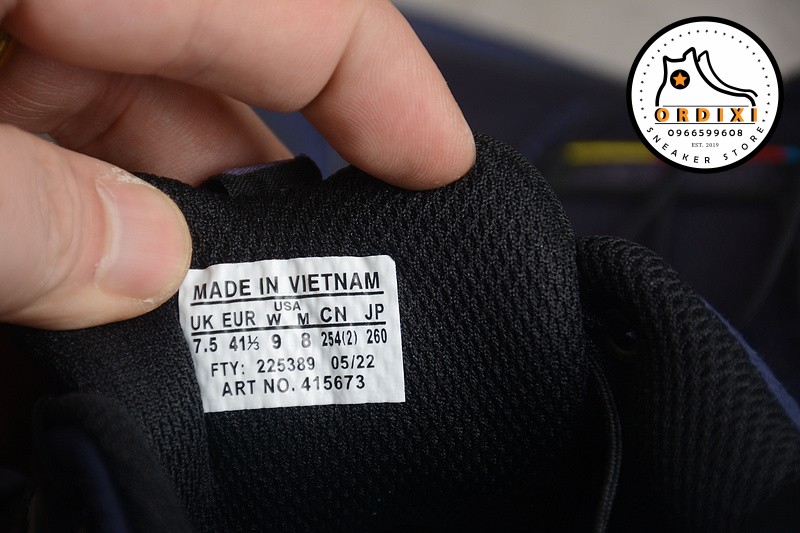 ORDIXI
0966599608
EST. 2019
SNEAKER STORE
MADE IN VIETNAM
USA
UK EUR W M CN JP
7.5 41⅓ 9 8 254(2) 260
FTY: 225389 05/22
ART NO. 415673